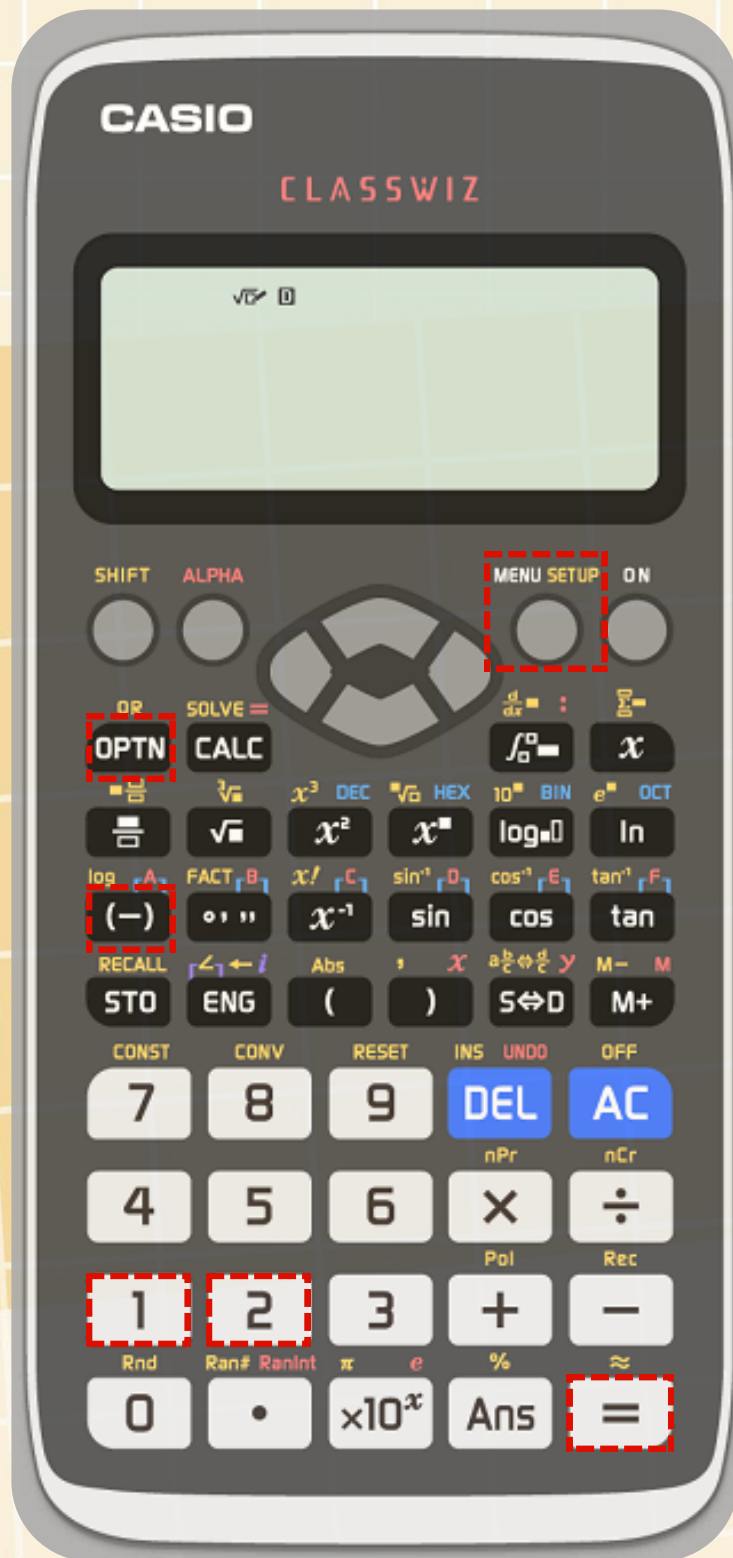 CASIO
CLASSWIZ
SHIFT ALPHA MENU SETUP ON
QR SOLVE = d/dx■ : Σ■
OPTN CALC ∫■ x
■√■ ³√■ x³ DEC ■√□ HEX 10■ BIN e■ OCT
√■ x² x■ log■□ ln
log A FACT B x! C sin⁻¹ D cos⁻¹ E tan⁻¹ F
(−) ° ' " x⁻¹ sin cos tan
RECALL ∠ ← i Abs , x a b/c⇔d/c y M− M
STO ENG ( ) S⇔D M+
CONST CONV RESET INS UNDO OFF
7 8 9 DEL AC
nPr nCr
4 5 6 × ÷
Pol Rec
1 2 3 + −
Rnd Ran# RanInt π e % ≈
0 • ×10ˣ Ans =